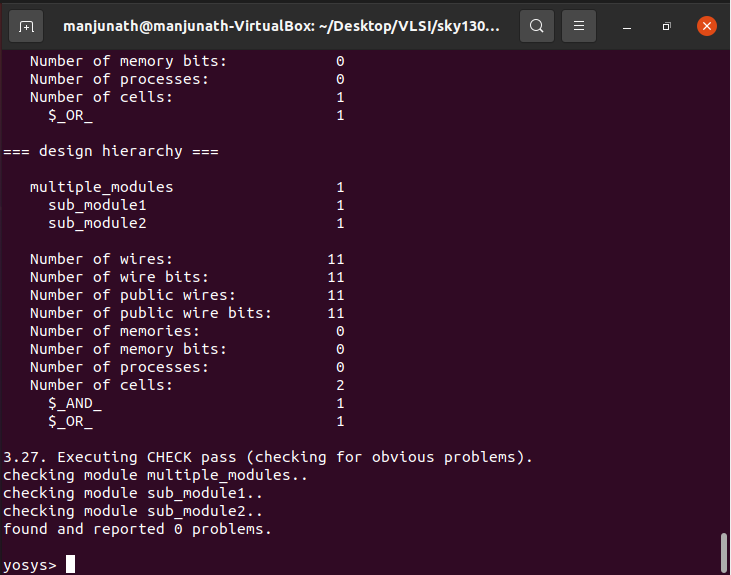 manjunath@manjunath-VirtualBox: ~/Desktop/VLSI/sky130...
Number of memory bits: 0
Number of processes: 0
Number of cells: 1
$_OR_ 1
=== design hierarchy ===
multiple_modules 1
sub_module1 1
sub_module2 1
Number of wires: 11
Number of wire bits: 11
Number of public wires: 11
Number of public wire bits: 11
Number of memories: 0
Number of memory bits: 0
Number of processes: 0
Number of cells: 2
$_AND_ 1
$_OR_ 1
3.27. Executing CHECK pass (checking for obvious problems).
checking module multiple_modules..
checking module sub_module1..
checking module sub_module2..
found and reported 0 problems.
yosys>